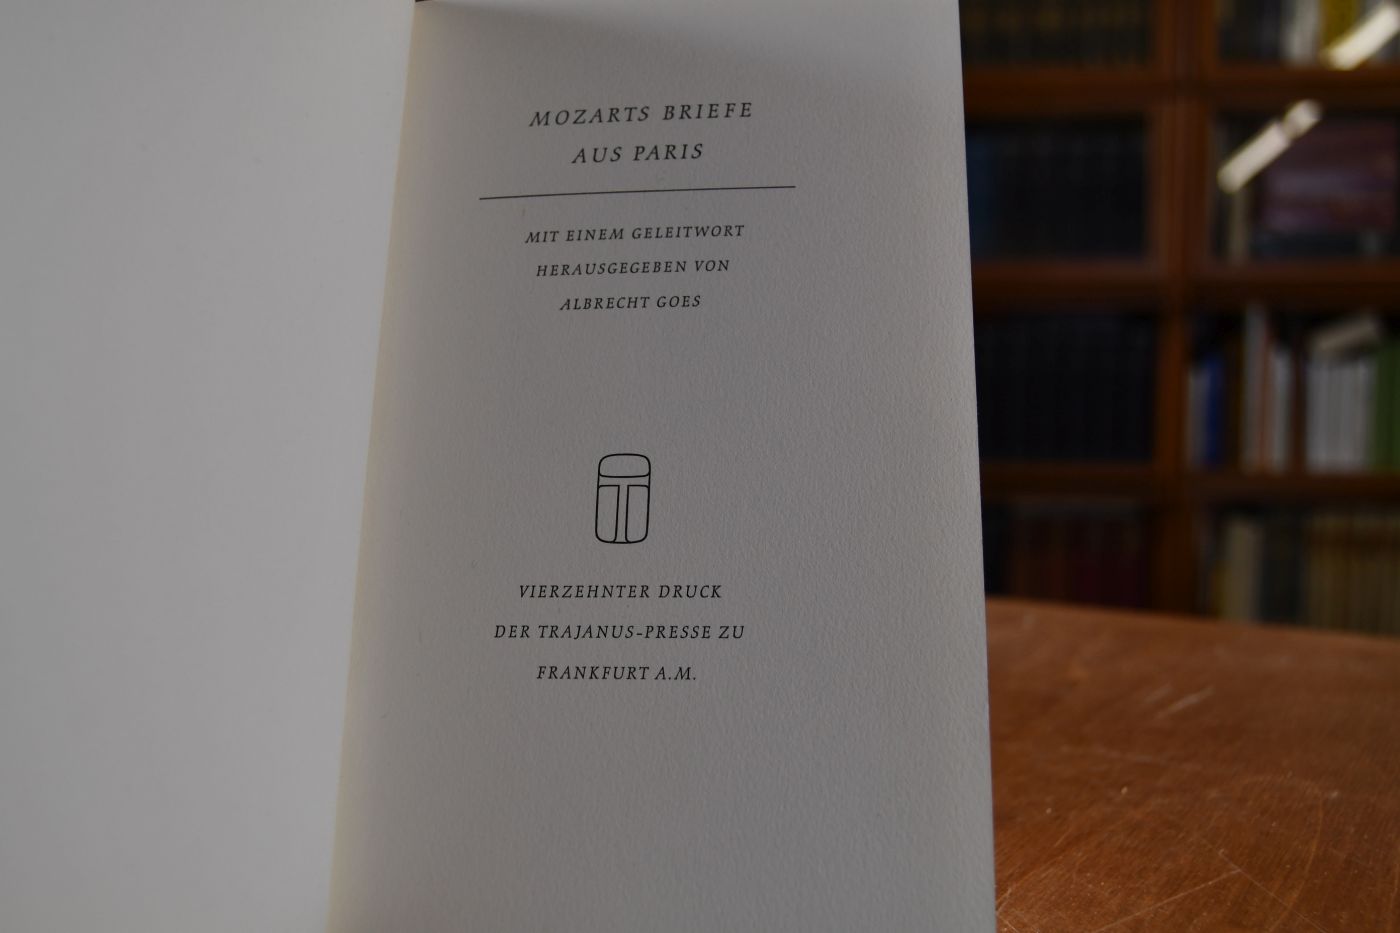 MOZARTS BRIEFE
AUS PARIS
MIT EINEM GELEITWORT
HERAUSGEGEBEN VON
ALBRECHT GOES
VIERZEHNTER DRUCK
DER TRAJANUS-PRESSE ZU
FRANKFURT A.M.